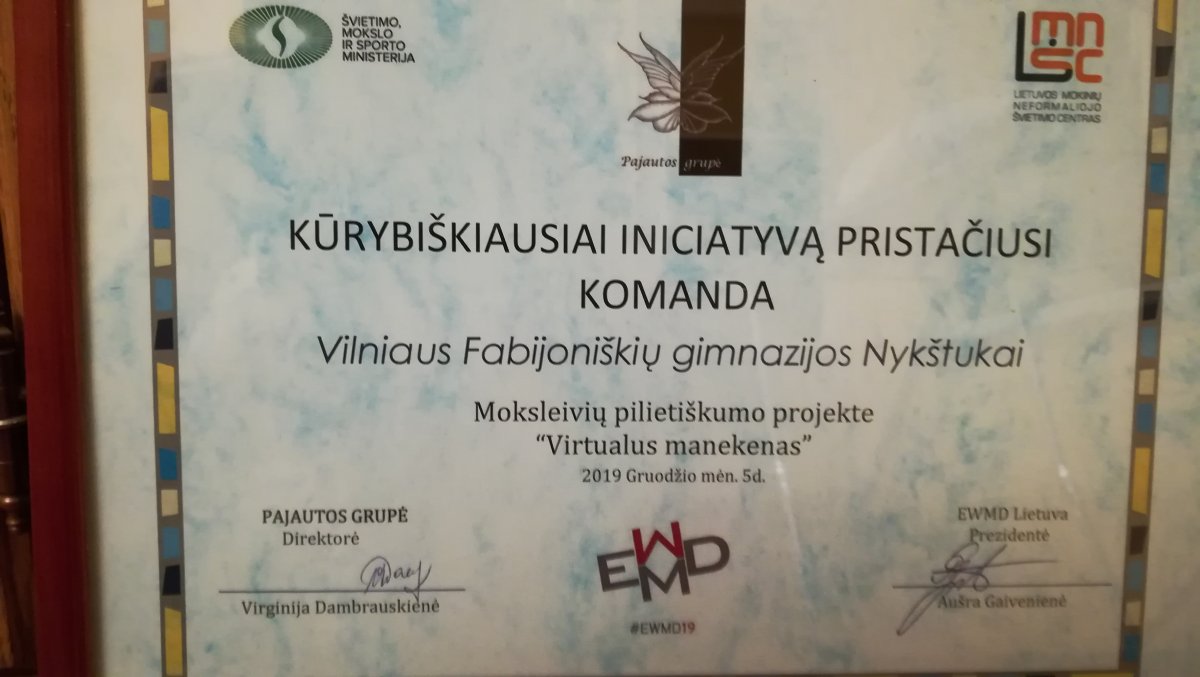 ŠVIETIMO,
MOKSLO
IR SPORTO
MINISTERIJA
Pajautos grupė
LMNŠC
LIETUVOS MOKINIŲ
NEFORMALIOJO
ŠVIETIMO CENTRAS
KŪRYBIŠKIAUSIAI INICIATYVĄ PRISTAČIUSI
KOMANDA
Vilniaus Fabijoniškių gimnazijos Nykštukai
Moksleivių pilietiškumo projekte
“Virtualus manekenas”
2019 Gruodžio mėn. 5d.
PAJAUTOS GRUPĖ
Direktorė
Virginija Dambrauskienė
EWMD
#EWMD19
EWMD Lietuva
Prezidentė
Aušra Gaivenienė